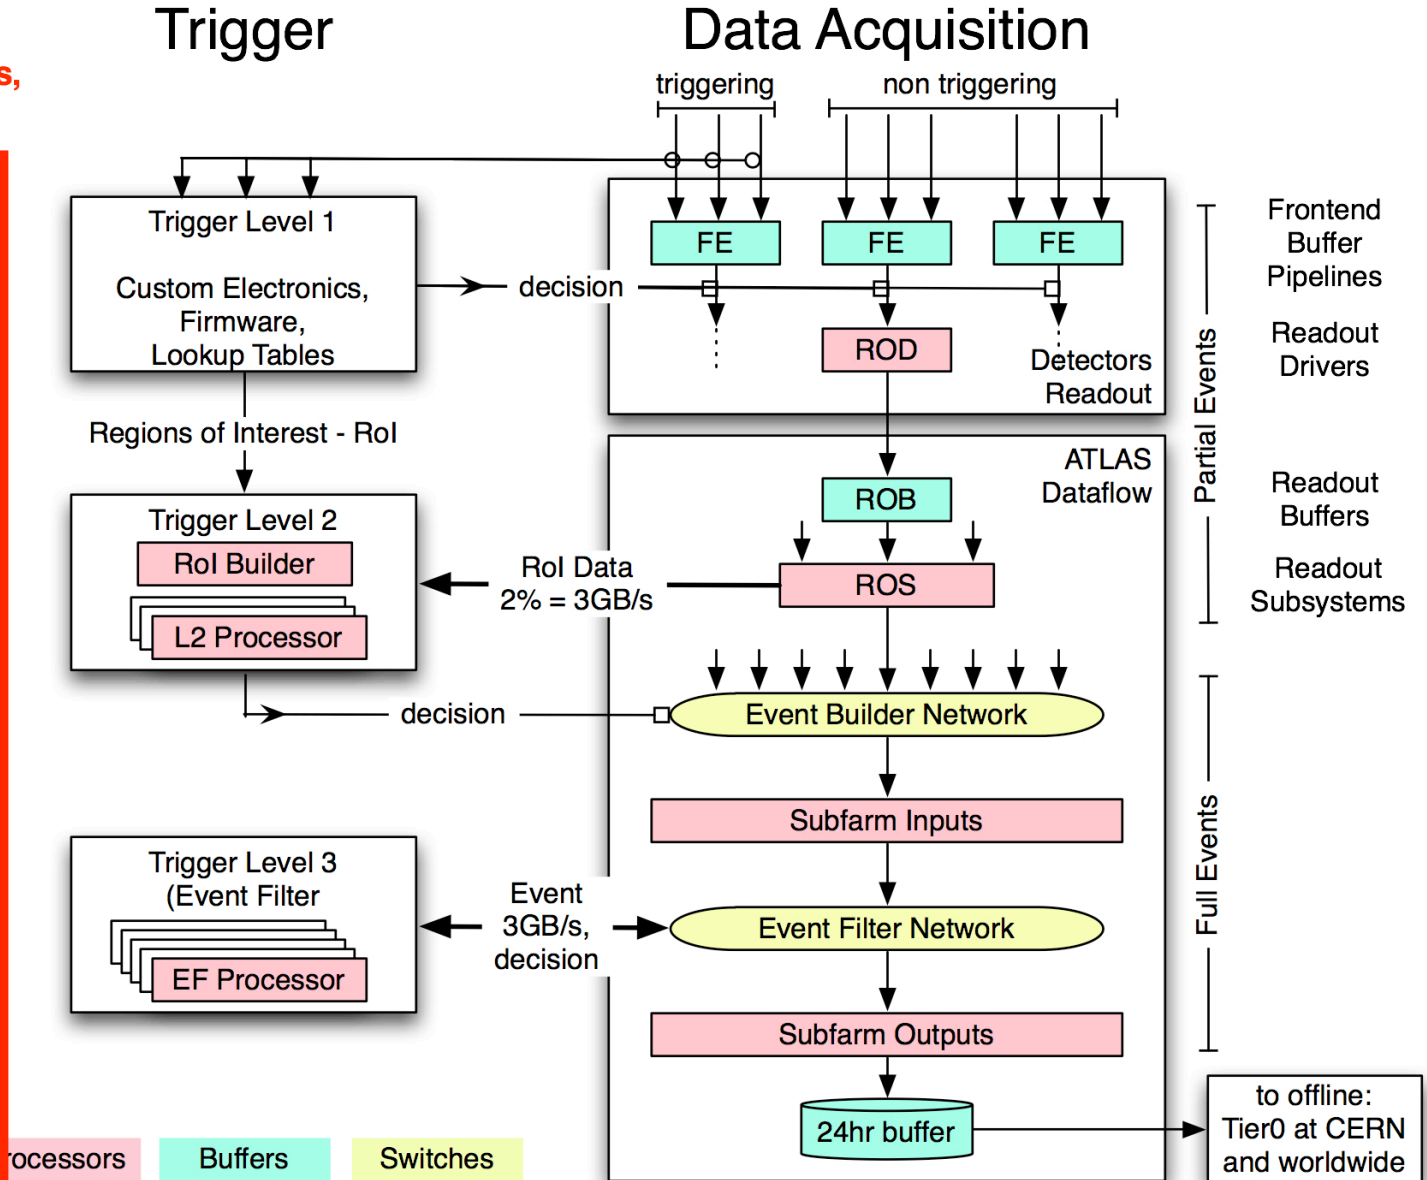 Trigger
Data Acquisition
s,
triggering
non triggering
Trigger Level 1
Custom Electronics,
Firmware,
Lookup Tables
decision
FE
FE
FE
ROD
Detectors
Readout
Frontend
Buffer
Pipelines
Readout
Drivers
Partial Events
Regions of Interest - RoI
ATLAS
Dataflow
ROB
Readout
Buffers
Trigger Level 2
RoI Builder
L2 Processor
RoI Data
2% = 3GB/s
ROS
Readout
Subsystems
decision
Event Builder Network
Subfarm Inputs
Full Events
Trigger Level 3
(Event Filter
EF Processor
Event
3GB/s,
decision
Event Filter Network
Subfarm Outputs
24hr buffer
to offline:
Tier0 at CERN
and worldwide
rocessors
Buffers
Switches